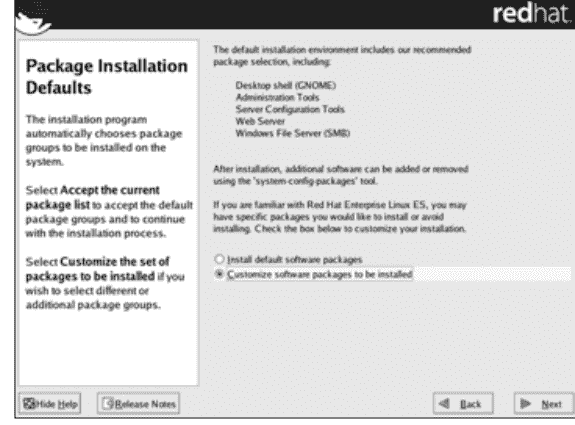 redhat.
Package Installation
Defaults
The installation program
automatically chooses package
groups to be installed on the
system.
Select Accept the current
package list to accept the default
package groups and to continue
with the installation process.
Select Customize the set of
packages to be installed if you
wish to select different or
additional package groups.
The default installation environment includes our recommended
package selection, including:
Desktop shell (GNOME)
Administration Tools
Server Configuration Tools
Web Server
Windows File Server (SMB)
After installation, additional software can be added or removed
using the 'system-config-packages' tool.
If you are familiar with Red Hat Enterprise Linux ES, you may
have specific packages you would like to install or avoid
installing. Check the box below to customize your installation.
Install default software packages
Customize software packages to be installed
Hide Help
Release Notes
Back
Next